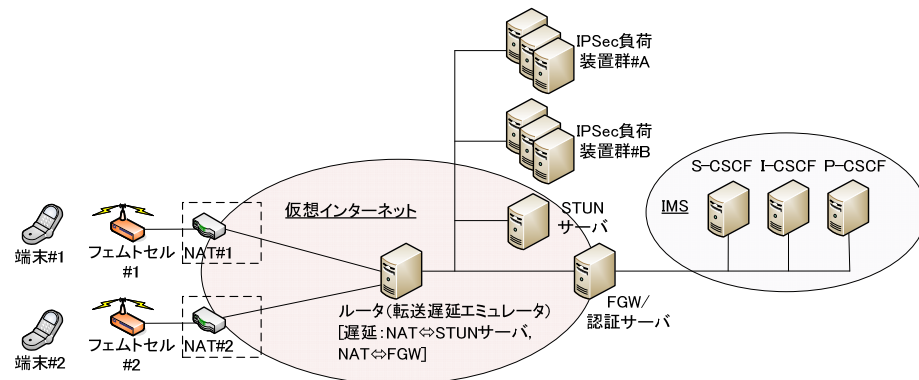 IPSec負荷
装置群#A
IPSec負荷
装置群#B
S-CSCF I-CSCF P-CSCF
IMS
STUN
サーバ
仮想インターネット
端末#1
フェムトセル
#1
NAT#1
ルータ(転送遅延エミュレータ)
[遅延:NAT⇔STUNサーバ,
NAT⇔FGW]
FGW/
認証サーバ
端末#2
フェムトセル
#2
NAT#2